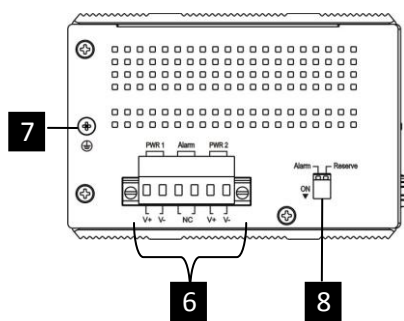 7
PWR 1 Alarm PWR 2
Alarm Reserve
ON
V+ V- NC V+ V-
6
8